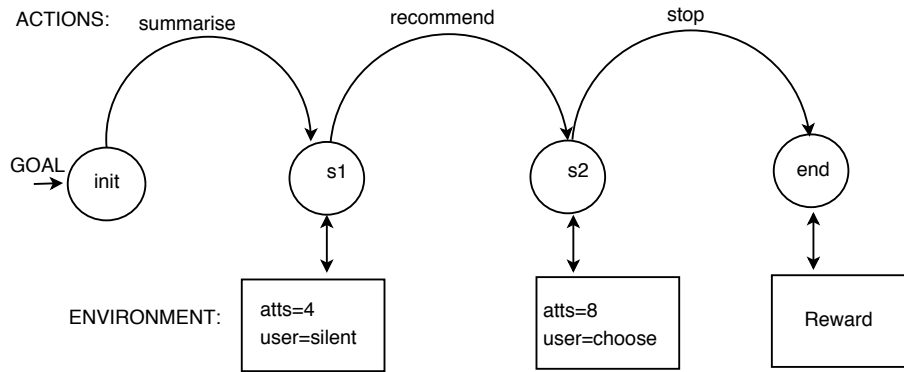 ACTIONS:
summarise
recommend
stop
GOAL
init
s1
s2
end
ENVIRONMENT:
atts=4
user=silent
atts=8
user=choose
Reward